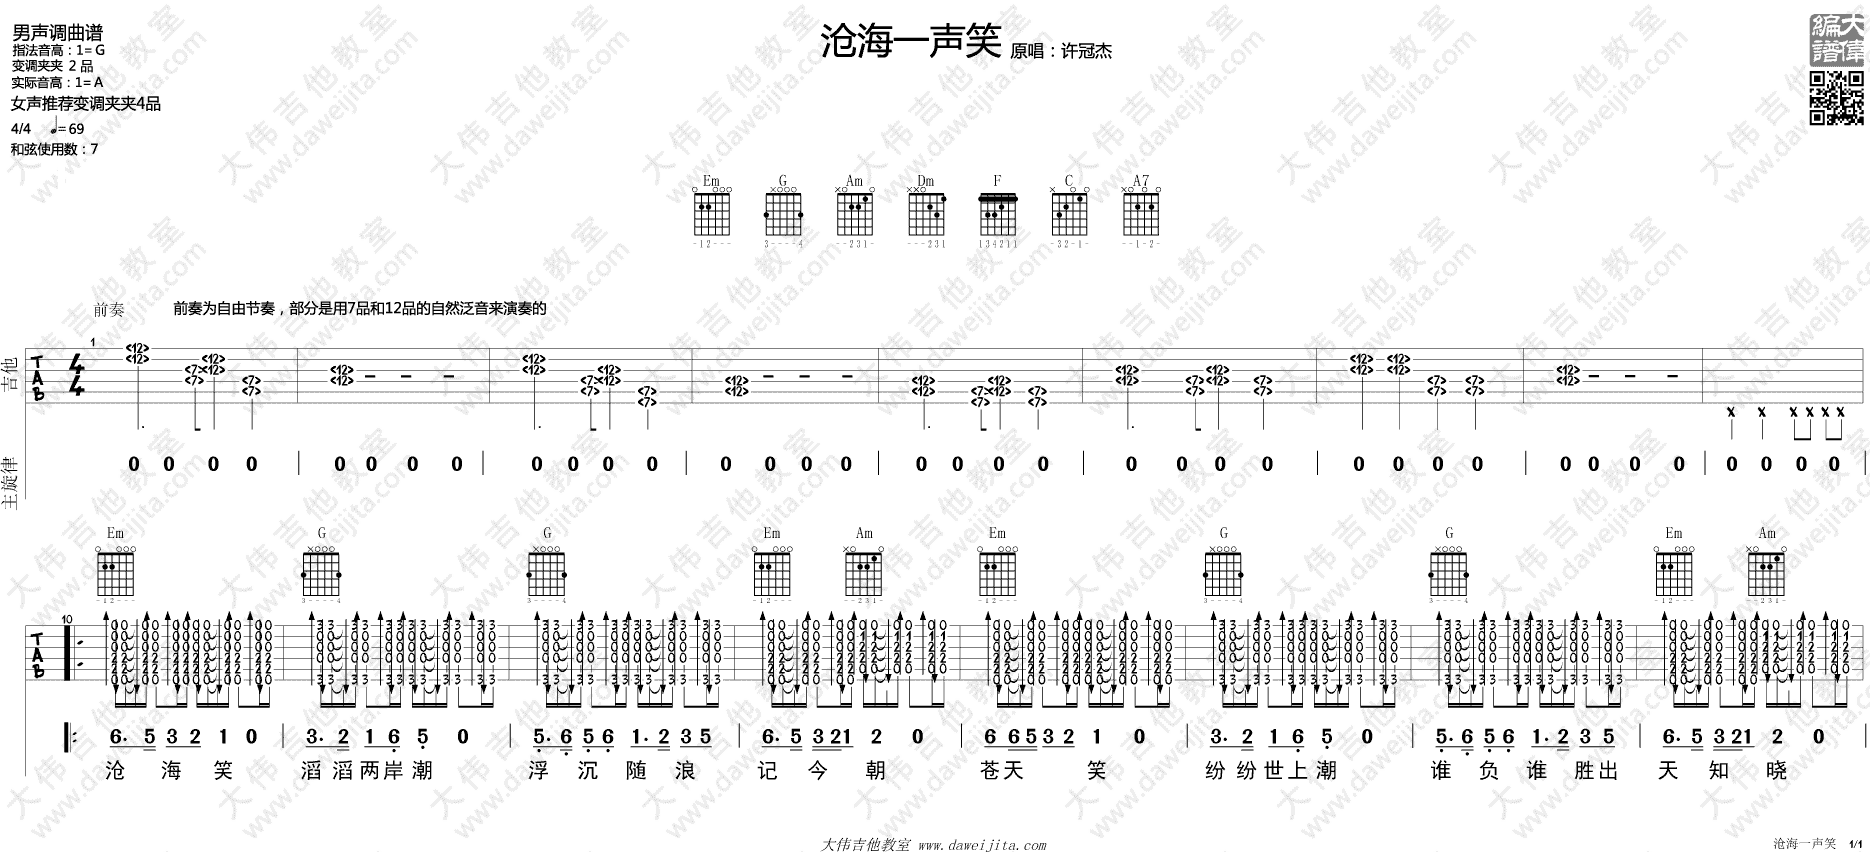 男声调曲谱
指法音高：1=G
变调夹夹 2 品
实际音高：1=A
女声推荐变调夹夹4品
4/4 =69
和弦使用数：7
沧海一声笑 原唱：许冠杰
大偉編譜
Em G Am Dm F C A7
前奏 前奏为自由节奏，部分是用7品和12品的自然泛音来演奏的
吉他
主旋律
0 0 0 0 | 0 0 0 0 | 0 0 0 0 | 0 0 0 0 | 0 0 0 0 | 0 0 0 0 | 0 0 0 0 | 0 0 0 0 | 0 0 0 0 |
Em G G Em Am Em G G Em Am
6. 5 3 2 1 0 | 3. 2 1 6 5 0 | 5. 6 5 6 1. 2 3 5 | 6. 5 3 2 1 2 0 | 6 6 5 3 2 1 0 | 3. 2 1 6 5 0 | 5. 6 5 6 1. 2 3 5 | 6. 5 3 2 1 2 0 |
沧 海 笑 滔 滔 两 岸 潮 浮 沉 随 浪 记 今 朝 苍 天 笑 纷 纷 世 上 潮 谁 负 谁 胜 出 天 知 晓
大伟吉他教室 www.daweijita.com
沧海一声笑 1/1